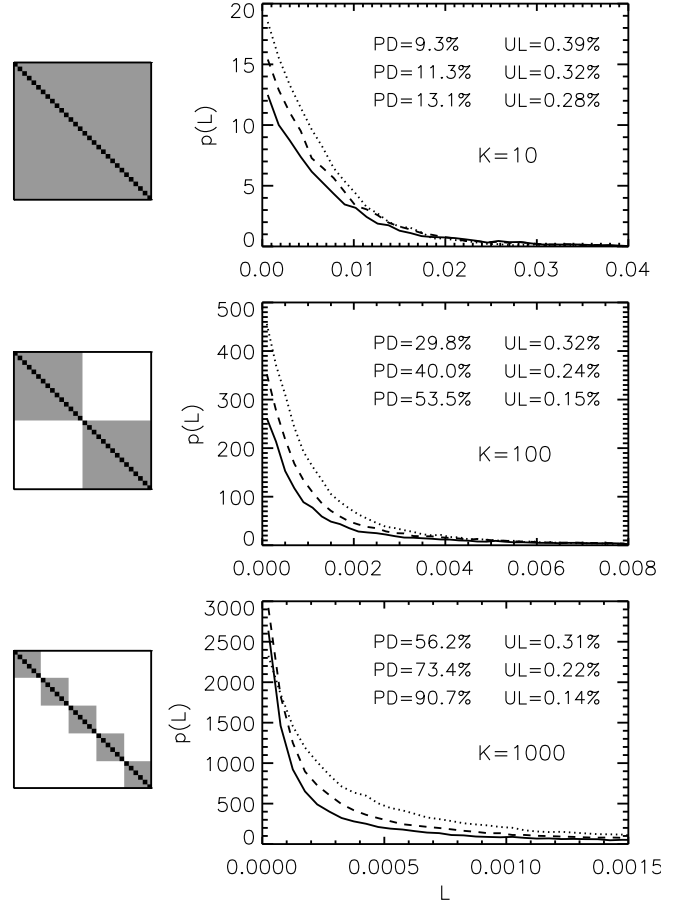 20
15
10
5
0
p(L)
PD=9.3% UL=0.39%
PD=11.3% UL=0.32%
PD=13.1% UL=0.28%
K=10
0.00 0.01 0.02 0.03 0.04
500
400
300
200
100
0
p(L)
PD=29.8% UL=0.32%
PD=40.0% UL=0.24%
PD=53.5% UL=0.15%
K=100
0.000 0.002 0.004 0.006 0.008
3000
2500
2000
1500
1000
500
0
p(L)
PD=56.2% UL=0.31%
PD=73.4% UL=0.22%
PD=90.7% UL=0.14%
K=1000
0.0000 0.0005 0.0010 0.0015
L